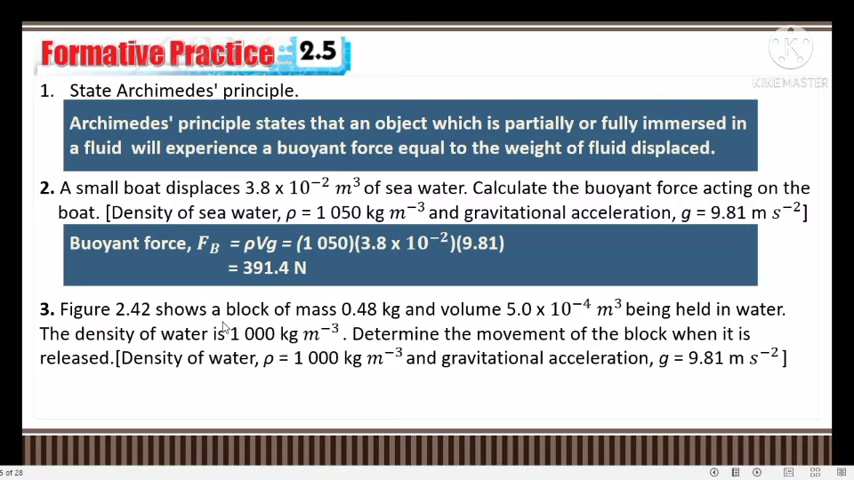 Formative Practice 2.5
K
KINEMASTER
1. State Archimedes' principle.
Archimedes' principle states that an object which is partially or fully immersed in
a fluid will experience a buoyant force equal to the weight of fluid displaced.
2. A small boat displaces 3.8 x 10⁻² m³ of sea water. Calculate the buoyant force acting on the
boat. [Density of sea water, ρ = 1 050 kg m⁻³ and gravitational acceleration, g = 9.81 m s⁻²]
Buoyant force, F_B = ρVg = (1 050)(3.8 x 10⁻²)(9.81)
= 391.4 N
3. Figure 2.42 shows a block of mass 0.48 kg and volume 5.0 x 10⁻⁴ m³ being held in water.
The density of water is 1 000 kg m⁻³. Determine the movement of the block when it is
released.[Density of water, ρ = 1 000 kg m⁻³ and gravitational acceleration, g = 9.81 m s⁻²]
of 28